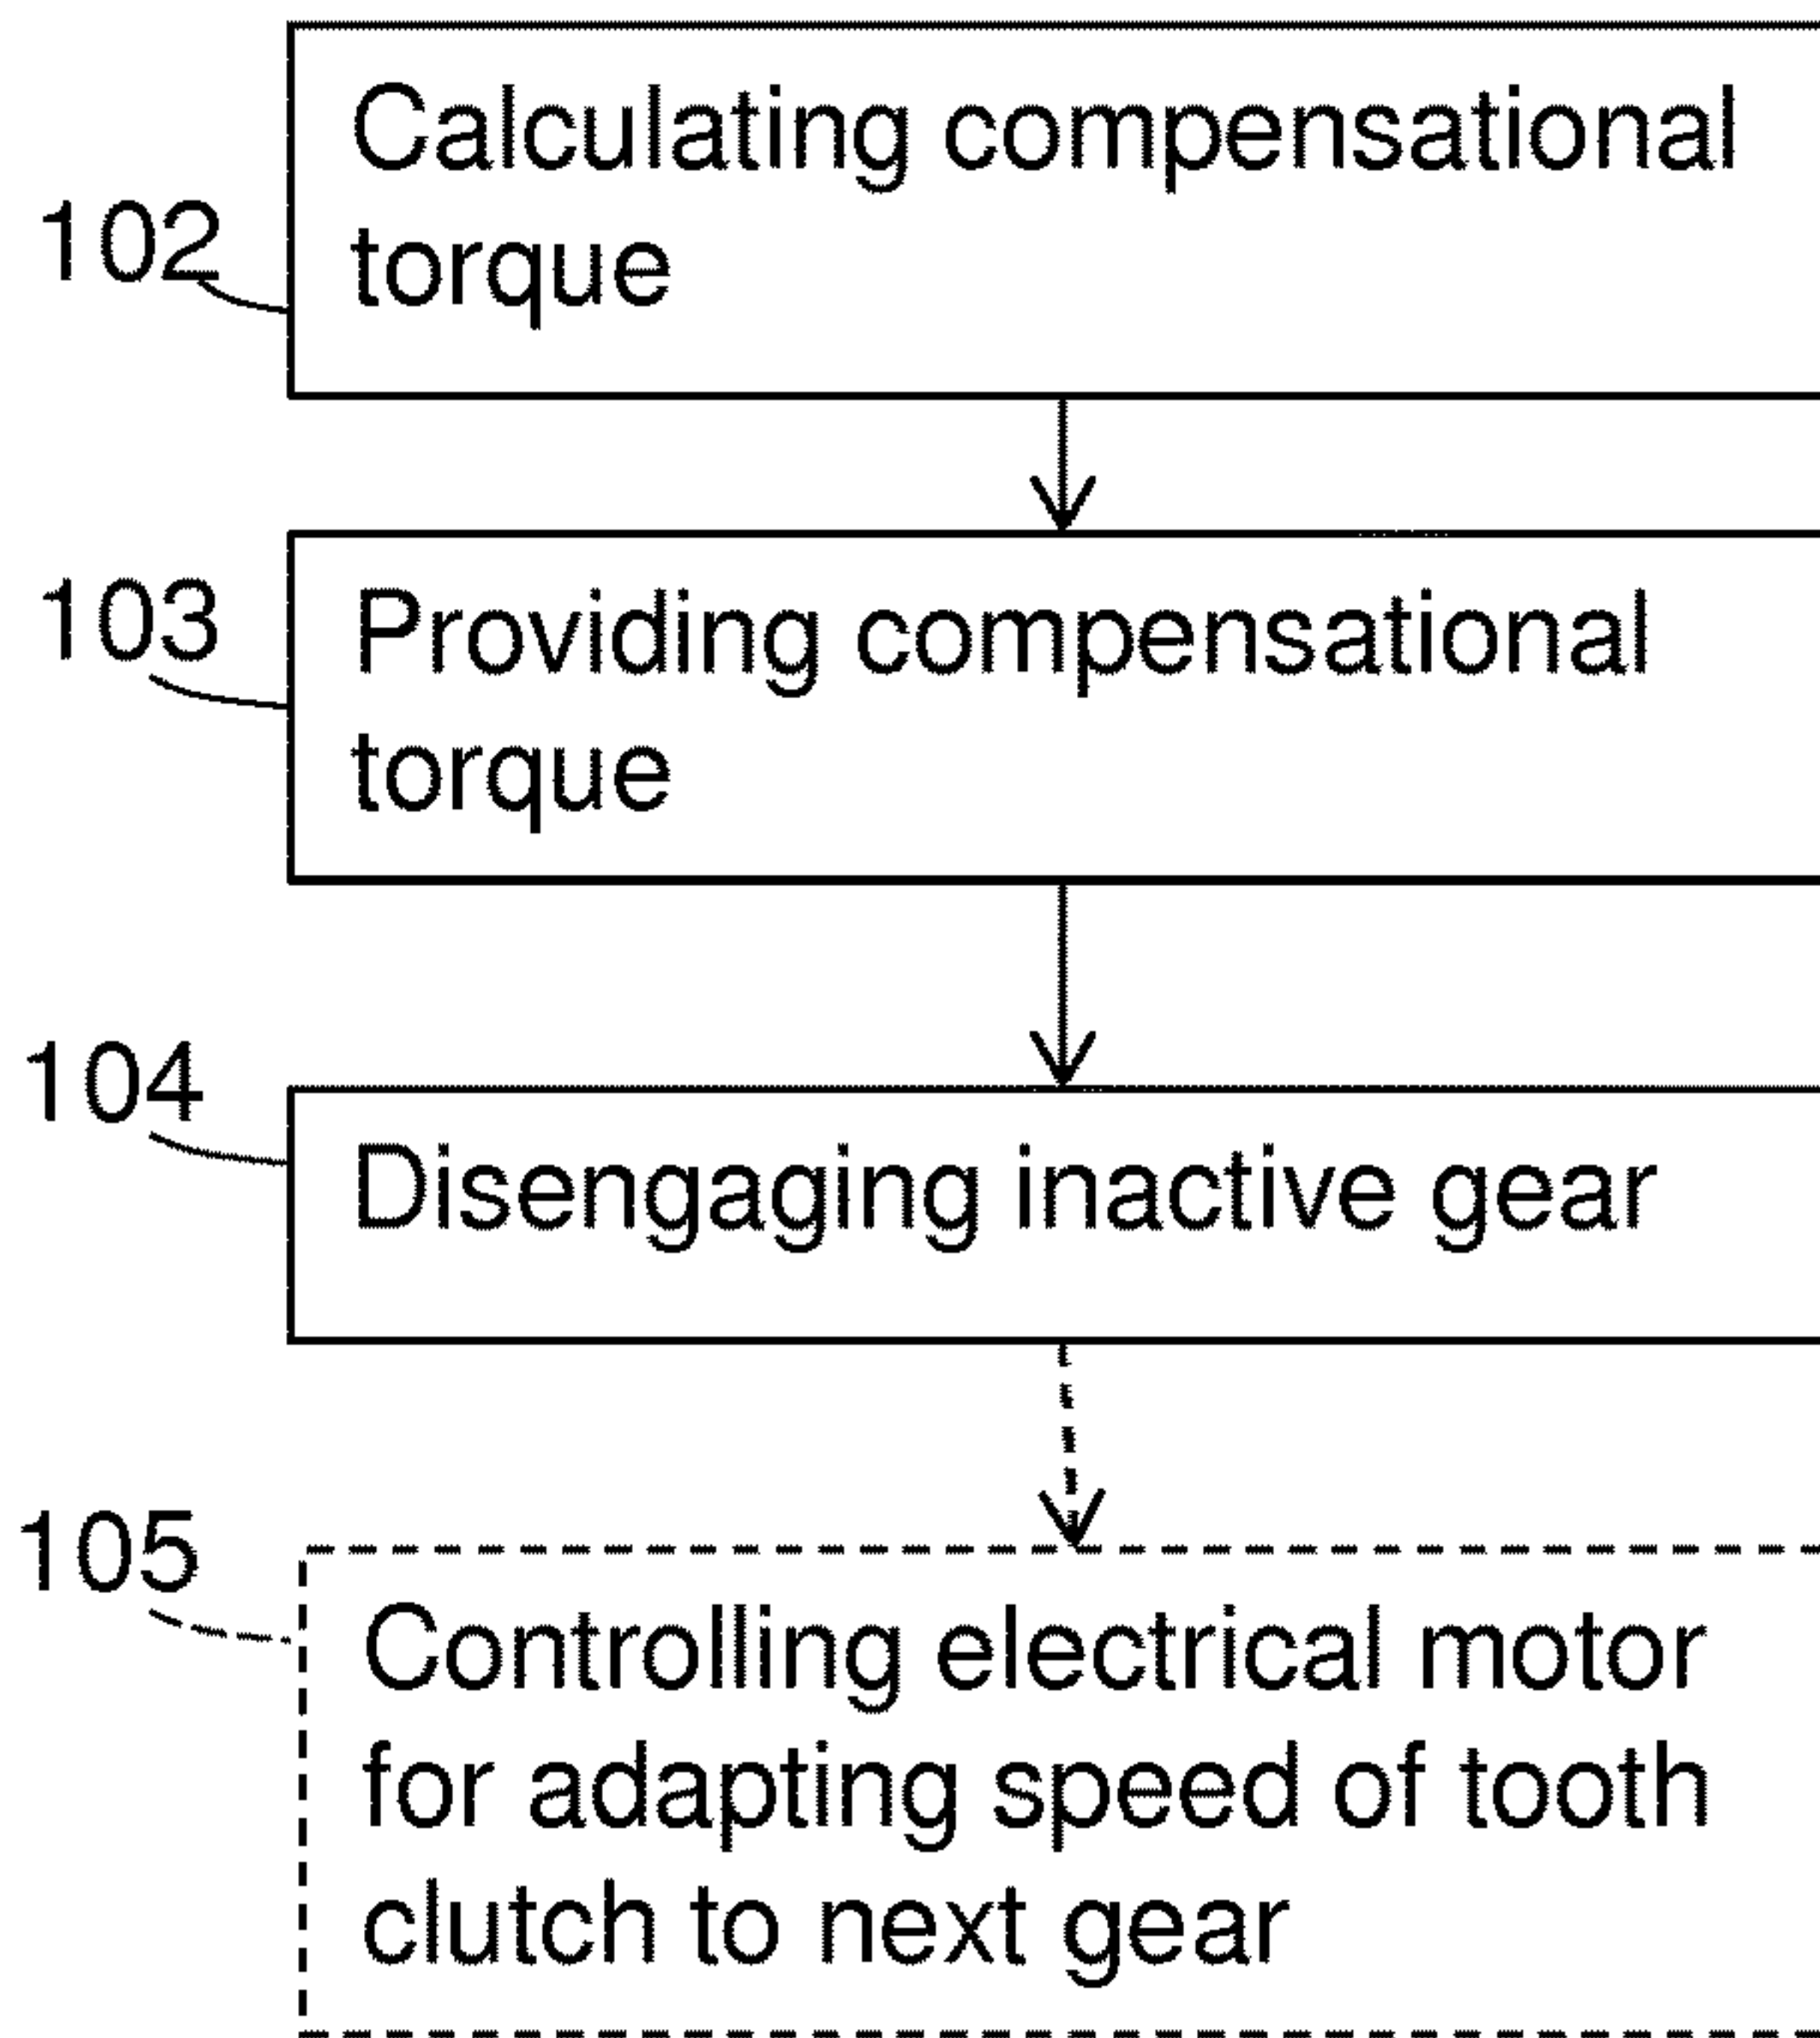 Calculating compensational
102
torque
103
Providing compensational
torque
104
Disengaging inactive gear
105
Controlling electrical motor
for adapting speed of tooth
clutch to next gear